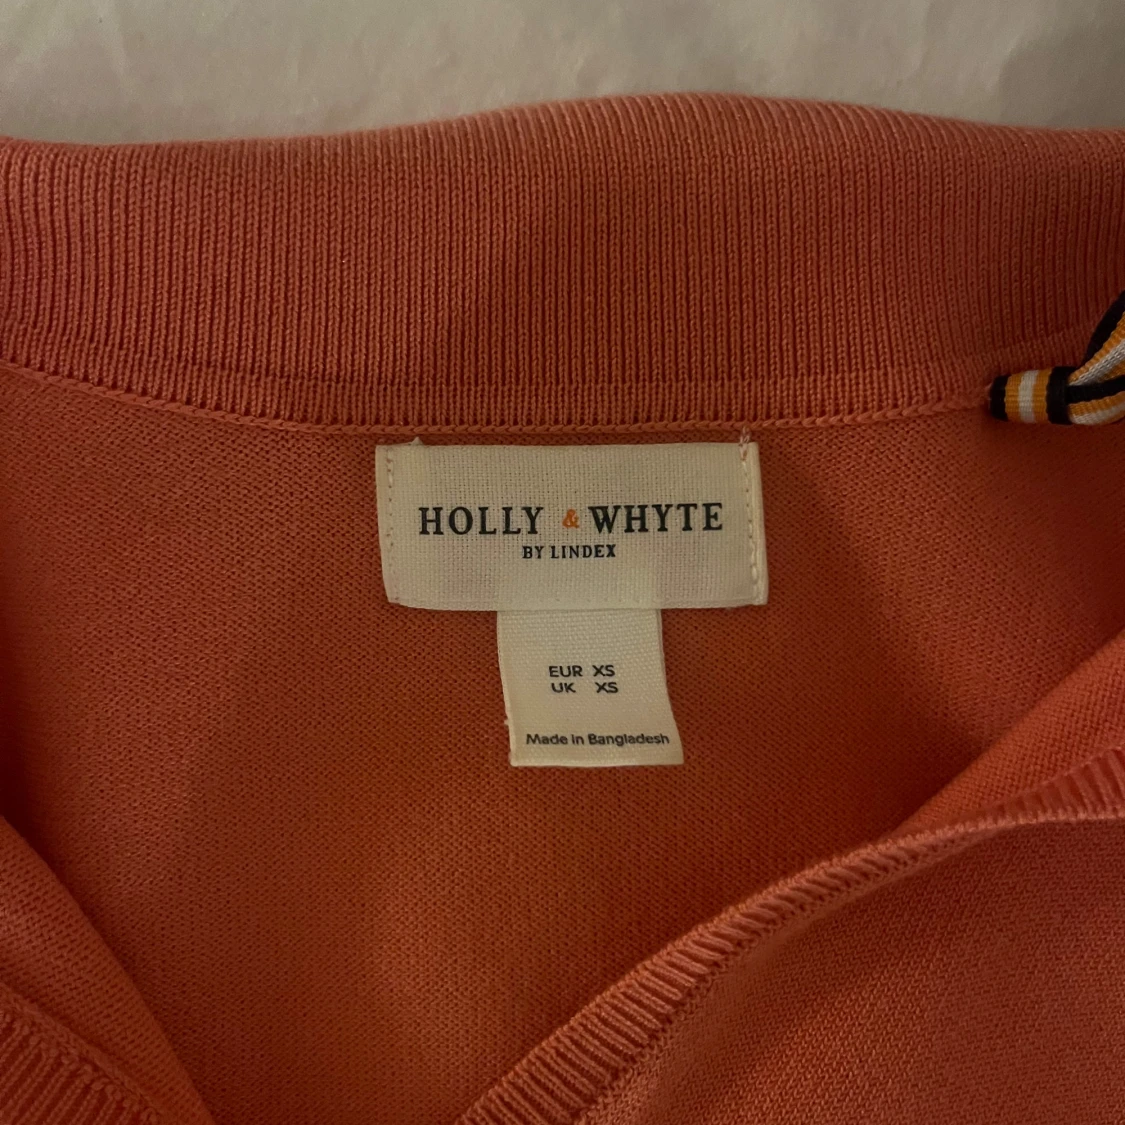 HOLLY & WHYTE
BY LINDEX
EUR XS
UK XS
Made in Bangladesh